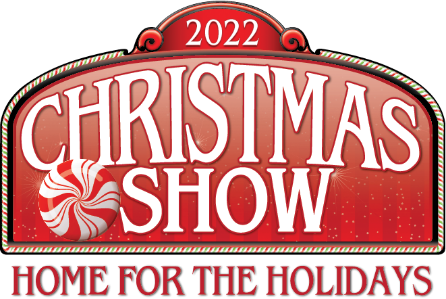 2022
CHRISTMAS
SHOW
HOME FOR THE HOLIDAYS